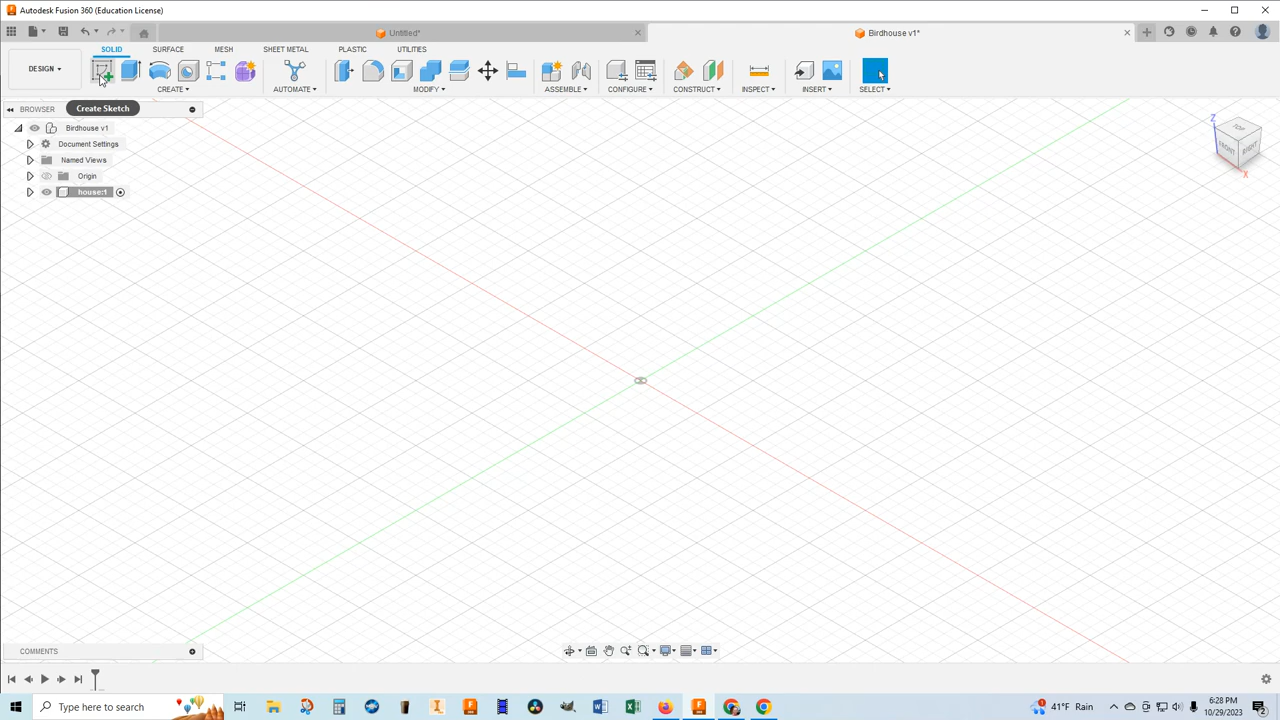 Autodesk Fusion 360 (Education License)
Untitled*
Birdhouse v1*
DESIGN
SOLID
SURFACE
MESH
SHEET METAL
PLASTIC
UTILITIES
CREATE
AUTOMATE
MODIFY
ASSEMBLE
CONFIGURE
CONSTRUCT
INSPECT
INSERT
SELECT
BROWSER
Create Sketch
Birdhouse v1
Document Settings
Named Views
Origin
house:1
Z
TOP
FRONT
RIGHT
X
COMMENTS
Type here to search
41°F Rain
6:28 PM
10/29/2023